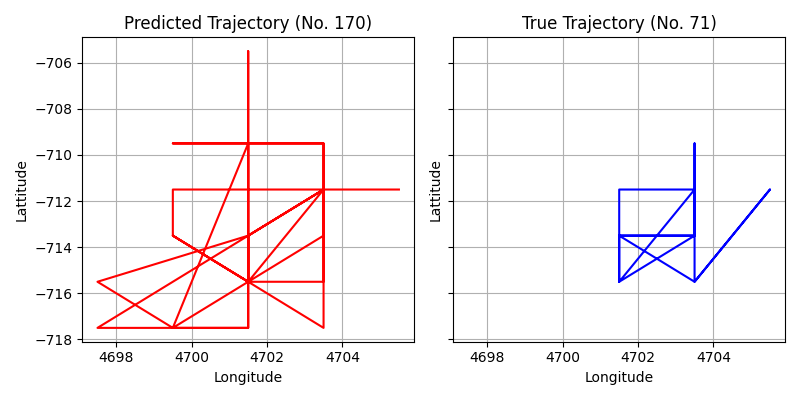 Predicted Trajectory (No. 170)
True Trajectory (No. 71)
−706
−708
−710
−712
−714
−716
−718
Lattitude
Lattitude
4698 4700 4702 4704
4698 4700 4702 4704
Longitude
Longitude